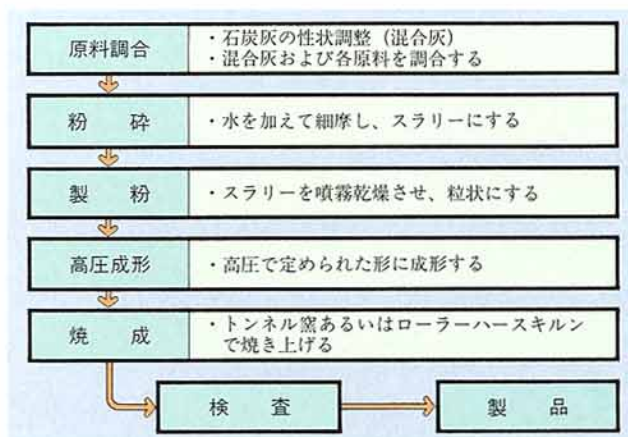 原料調合
・石炭灰の性状調整（混合灰）
・混合灰および各原料を調合する
粉　砕
・水を加えて細摩し、スラリーにする
製　粉
・スラリーを噴霧乾燥させ、粒状にする
高圧成形
・高圧で定められた形に成形する
焼　成
・トンネル窯あるいはローラーハースキルン
で焼き上げる
検　査
製　品